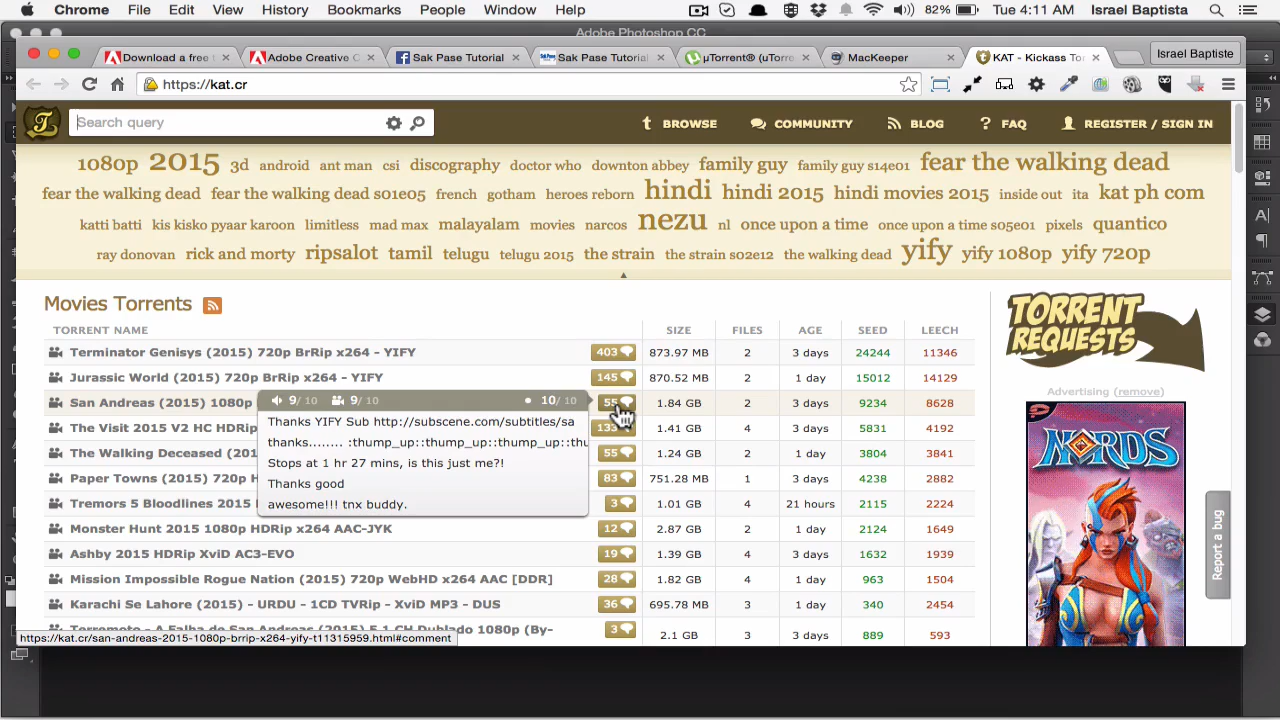 Chrome File Edit View History Bookmarks People Window Help 82% Tue 4:11 AM Israel Baptista
Adobe Photoshop CC
Download a free t Adobe Creative C Sak Pase Tutorial Sak Pase Tutorial µTorrent® (uTorre MacKeeper KAT - Kickass Tor Israel Baptiste
https://kat.cr
Search query BROWSE COMMUNITY BLOG FAQ REGISTER / SIGN IN
1080p 2015 3d android ant man csi discography doctor who downton abbey family guy family guy s14e01 fear the walking dead
fear the walking dead fear the walking dead s01e05 french gotham heroes reborn hindi hindi 2015 hindi movies 2015 inside out ita kat ph com
katti batti kis kisko pyaar karoon limitless mad max malayalam movies narcos nezu nl once upon a time once upon a time s05e01 pixels quantico
ray donovan rick and morty ripsalot tamil telugu telugu 2015 the strain the strain s02e12 the walking dead yify yify 1080p yify 720p
Movies Torrents
TORRENT NAME SIZE FILES AGE SEED LEECH
Terminator Genisys (2015) 720p BrRip x264 - YIFY 403 873.97 MB 2 3 days 24244 11346
Jurassic World (2015) 720p BrRip x264 - YIFY 145 870.52 MB 2 1 day 15012 14129
San Andreas (2015) 1080p 55 1.84 GB 2 3 days 9234 8628
9/ 10 9/ 10 10/ 10
Thanks YIFY Sub http://subscene.com/subtitles/sa
thanks........ :thump_up::thump_up::thump_up::thu
Stops at 1 hr 27 mins, is this just me?!
Thanks good
awesome!!! tnx buddy.
The Visit 2015 V2 HC HDRip 133 1.41 GB 4 3 days 5831 4192
The Walking Deceased (20 55 1.24 GB 2 3 days 3804 3841
Paper Towns (2015) 720p H 83 751.28 MB 1 3 days 4238 2882
Tremors 5 Bloodlines 2015 3 1.01 GB 4 21 hours 2115 2224
Monster Hunt 2015 1080p HDRip x264 AAC-JYK 12 2.87 GB 2 3 days 2124 1649
Ashby 2015 HDRip XviD AC3-EVO 19 1.39 GB 4 3 days 1632 1939
Mission Impossible Rogue Nation (2015) 720p WebHD x264 AAC [DDR] 28 1.82 GB 4 1 day 963 1504
Karachi Se Lahore (2015) - URDU - 1CD TVRip - XviD MP3 - DUS 36 695.78 MB 3 1 day 340 2454
Terremoto - A Falha de San Andreas (2015) 5.1 CH Dublado 1080p (By- 3 2.1 GB 3 3 days 889 593
https://kat.cr/san-andreas-2015-1080p-brrip-x264-yify-t11315959.html#comment
TORRENT
REQUESTS
Advertising (remove)
NORDS
Report a bug